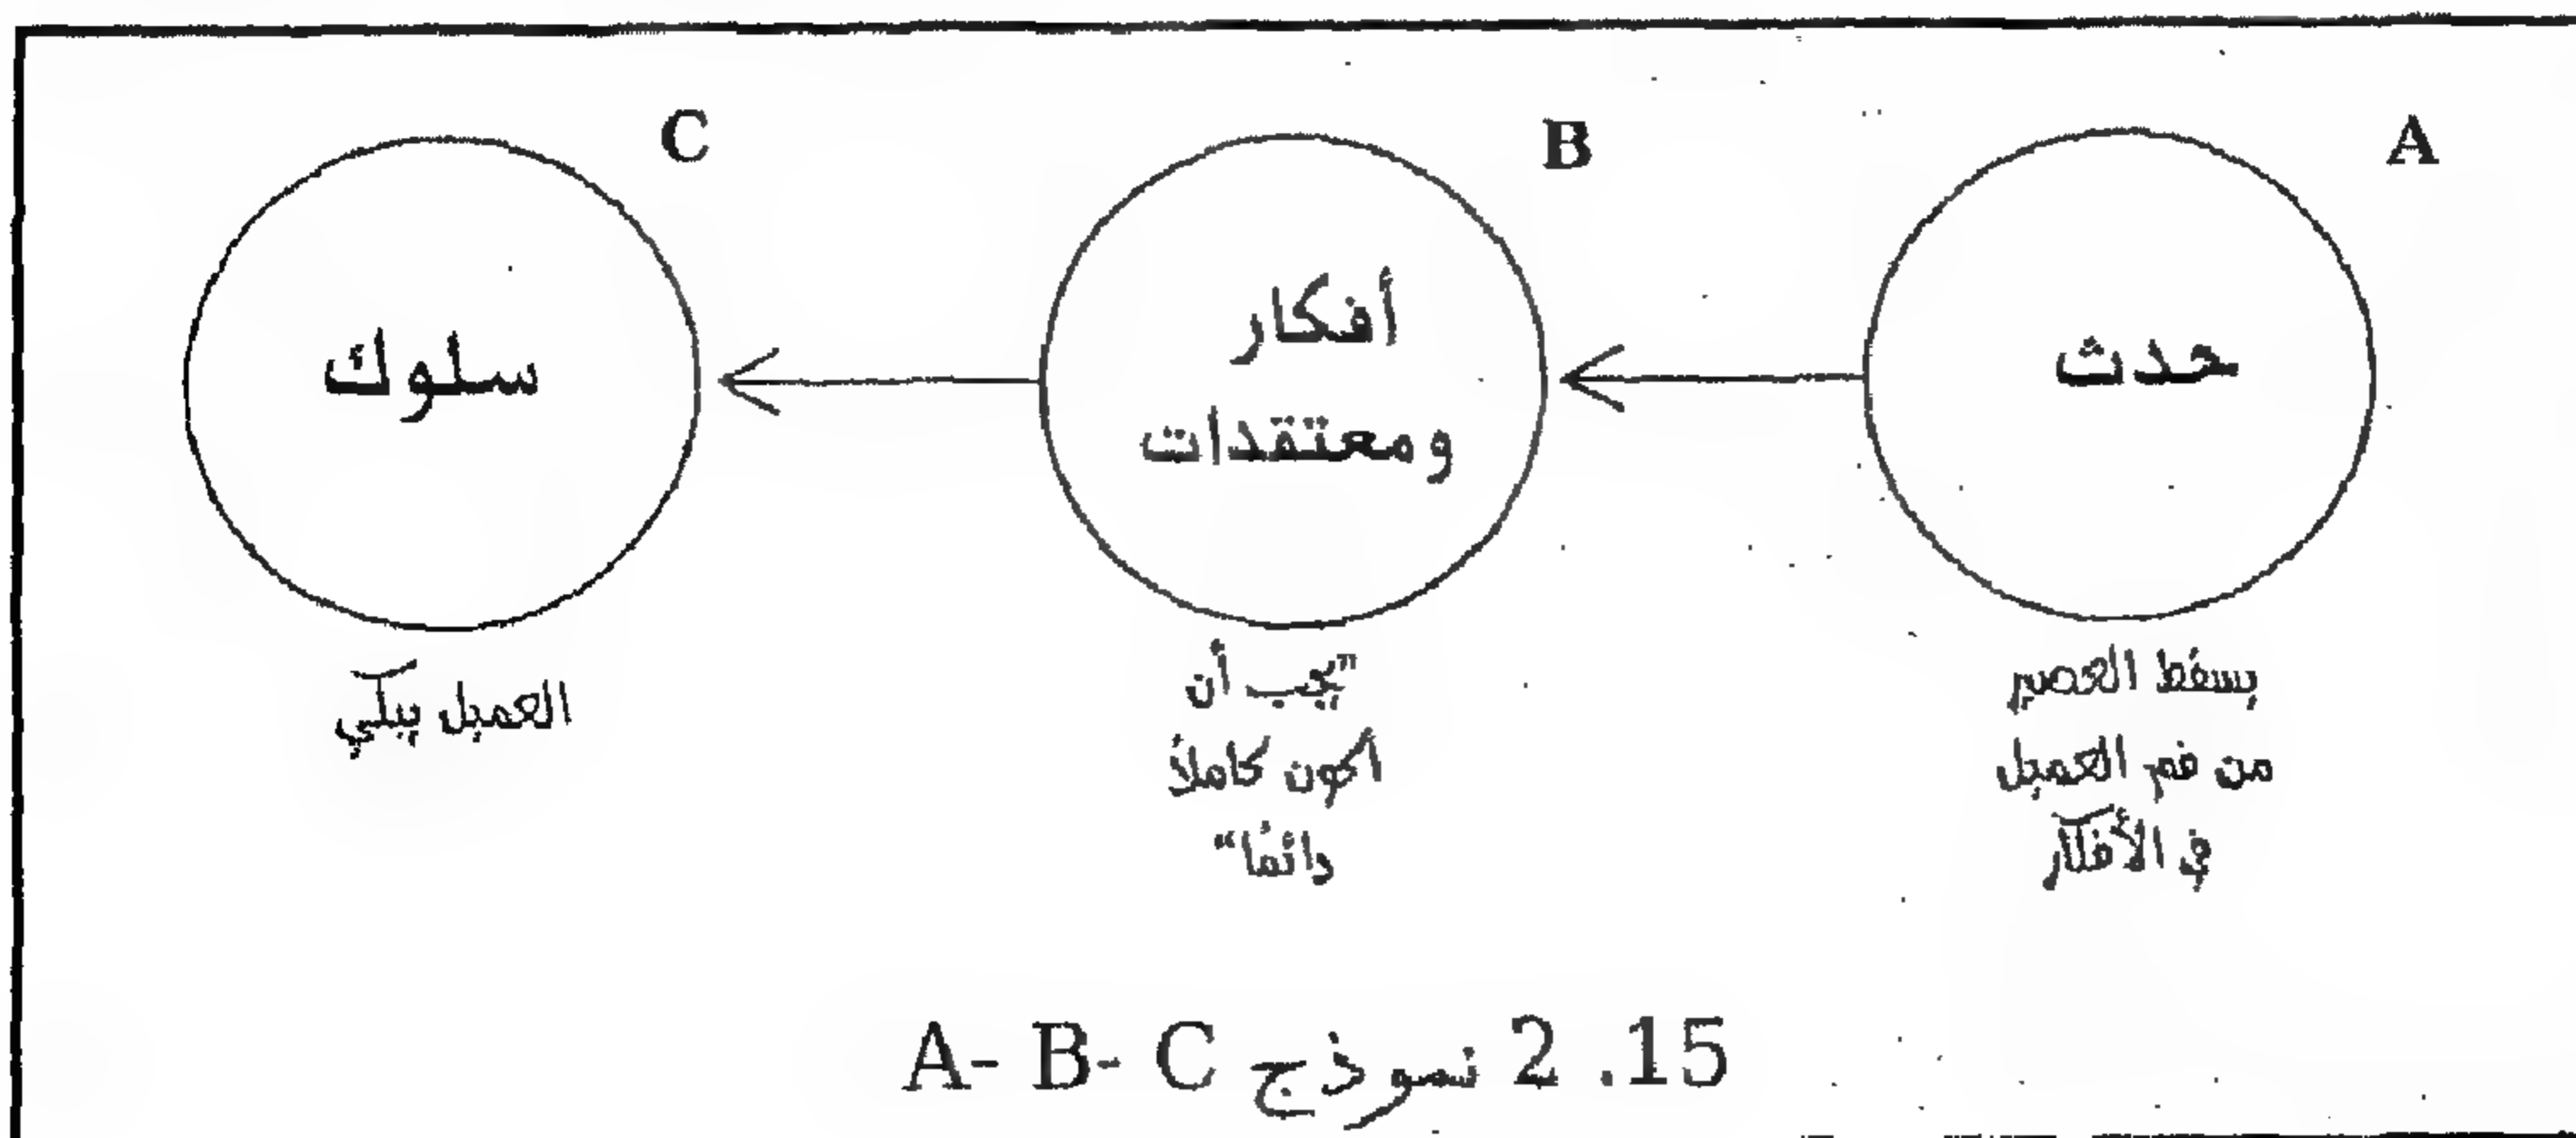 A
حدث
يسقط العصير
من فم العميل
في الأفكار
B
أفكار
ومعتقدات
"يجب أن
أكون كاملاً
دائمًا"
C
سلوك
العميل يبكي
2 .15 نموذج A- B- C